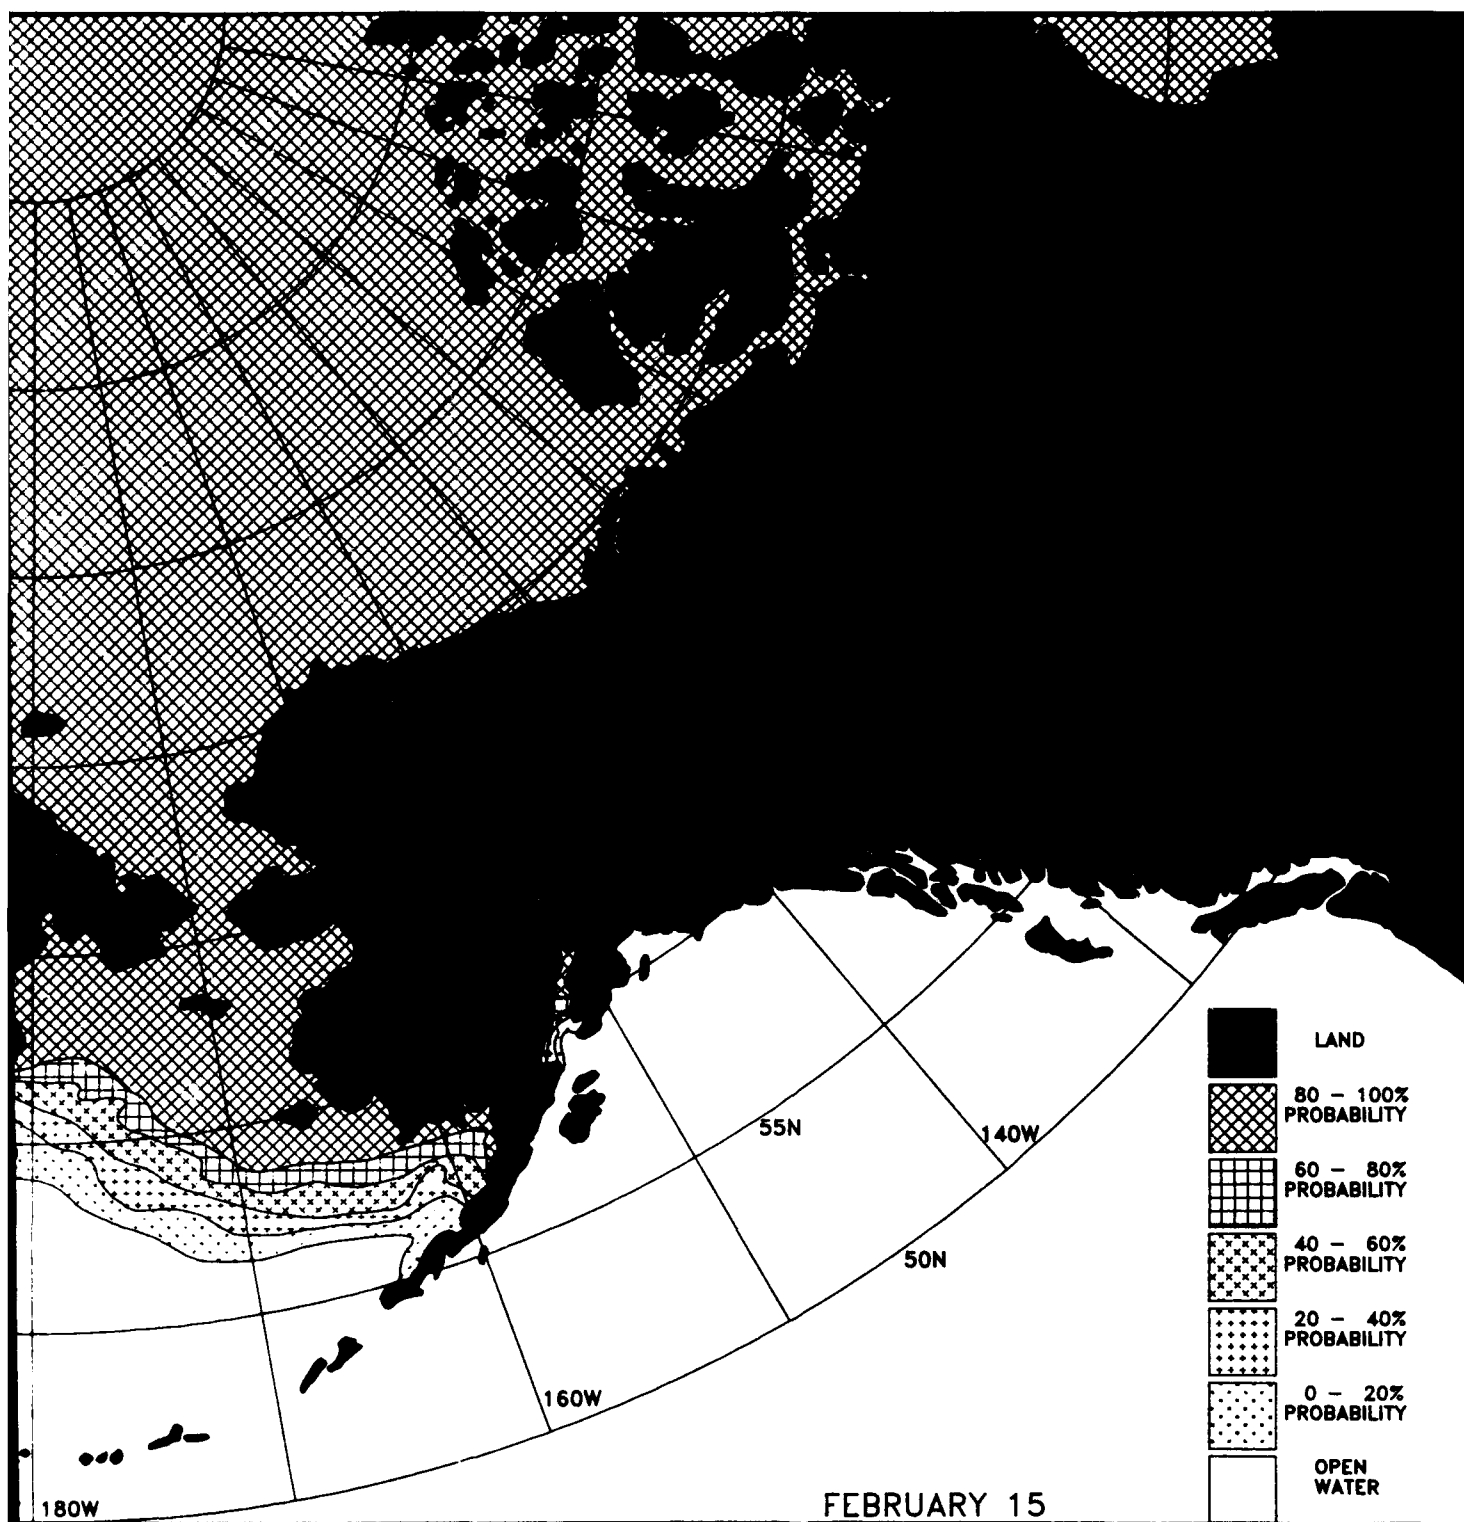 LAND
80 – 100%
PROBABILITY
60 – 80%
PROBABILITY
40 – 60%
PROBABILITY
20 – 40%
PROBABILITY
0 – 20%
PROBABILITY
OPEN
WATER
55N
140W
50N
160W
180W
FEBRUARY 15